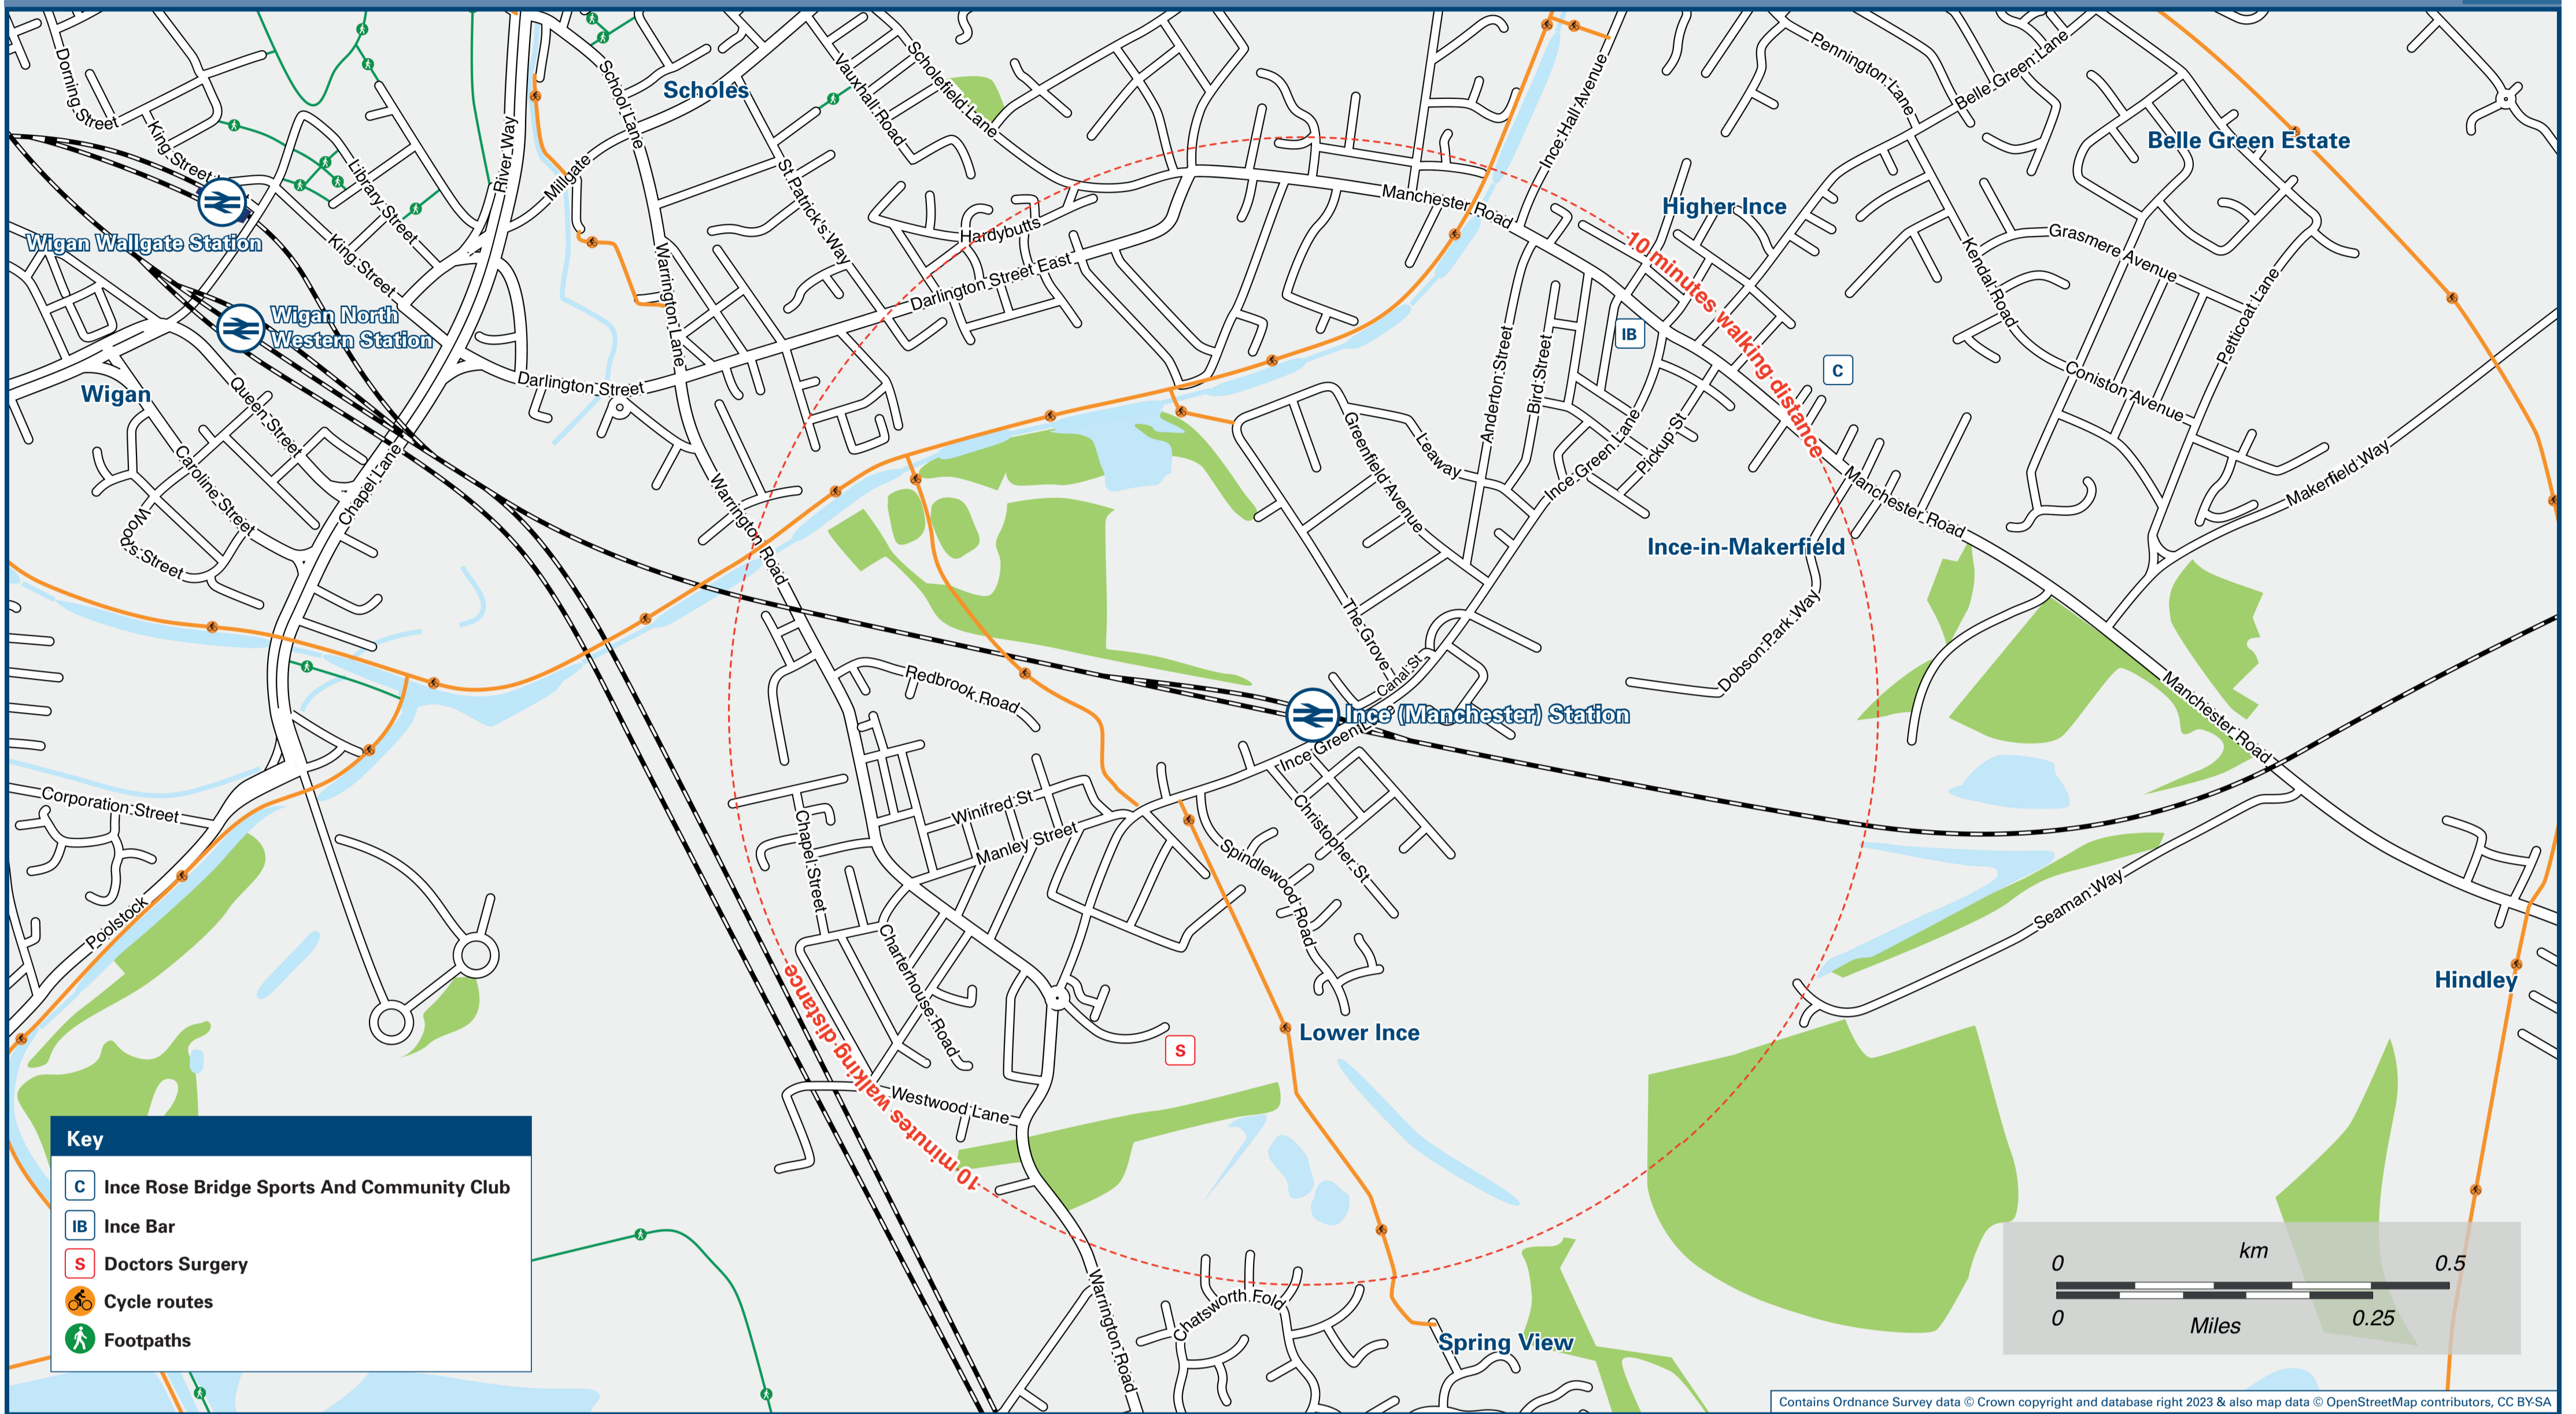 Dorning Street
King Street
Library Street
River Way
Millgate
School Lane
Scholes
Vauxhall Road
Scholefield Lane
St Patrick's Way
Ince Hall Avenue
Pennington Lane
Belle Green Lane
Belle Green Estate
Wigan Wallgate Station
King Street
Warrington Lane
Hardybutts
Darlington Street East
Manchester Road
Higher Ince
10 minutes walking distance
Grasmere Avenue
Kendal Road
Petticoat Lane
Wigan North
Western Station
Wigan
Queen Street
Darlington Street
IB
C
Coniston Avenue
Anderton Street
Bird Street
Pickup St
Ince Green Lane
Leaway
Greenfield Avenue
Caroline Street
Chapel Lane
Wood's Street
Warrington Road
Manchester Road
Makefield Way
Ince-in-Makerfield
The Grove
Dobson Park Way
Canal St
Redbrook Road
Ince (Manchester) Station
Ince Green
Manchester Road
Corporation Street
Winifred St
Manley Street
Chapel Street
Christopher St
Spindlewood Road
Poolstock
Charterhouse Road
Seaman Way
Hindley
Lower Ince
S
10 minutes walking distance
Westwood Lane
Warrington Road
Chatsworth Fold
Spring View
Key
C Ince Rose Bridge Sports And Community Club
IB Ince Bar
S Doctors Surgery
Cycle routes
Footpaths
km
0 0.5
0 0.25
Miles
Contains Ordnance Survey data © Crown copyright and database right 2023 & also map data © OpenStreetMap contributors, CC BY-SA